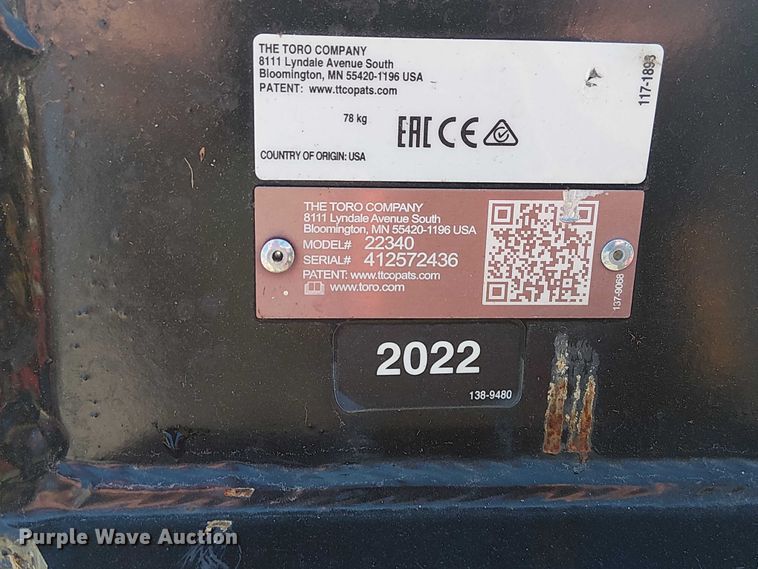 THE TORO COMPANY
8111 Lyndale Avenue South
Bloomington, MN 55420-1196 USA
PATENT: www.ttcopats.com
78 kg
EAC CE
COUNTRY OF ORIGIN: USA
117-1893
THE TORO COMPANY
8111 Lyndale Avenue South
Bloomington, MN 55420-1196 USA
MODEL# 22340
SERIAL# 412572436
PATENT: www.ttcopats.com
www.toro.com
137-9068
2022
138-9480
Purple Wave Auction